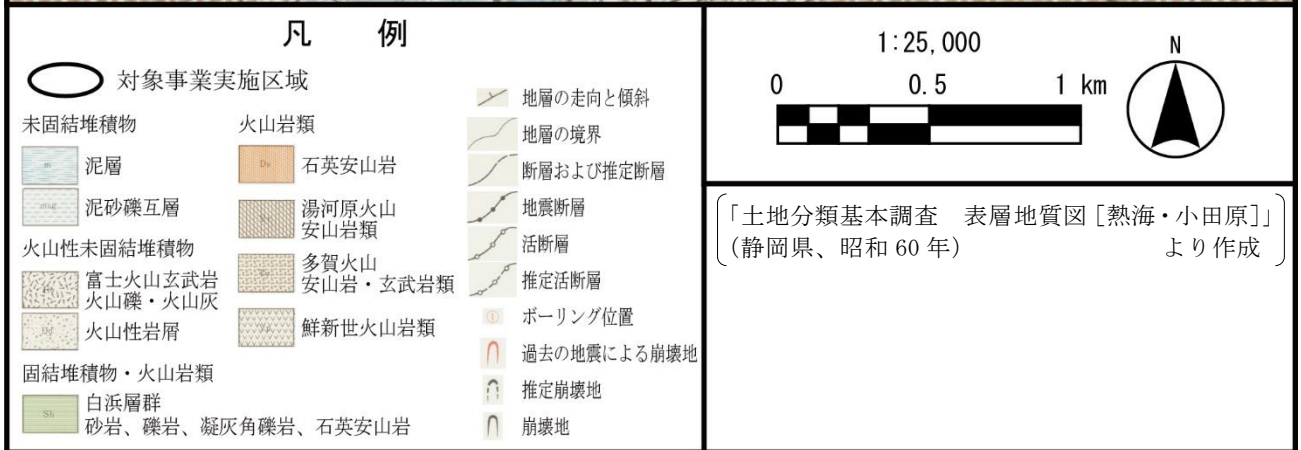 凡 例
対象事業実施区域
未固結堆積物
m
泥層
msg
泥砂礫互層
火山性未固結堆積物
富士火山玄武岩
火山礫・火山灰
火山性岩屑
固結堆積物・火山岩類
Sh
白浜層群
砂岩、礫岩、凝灰角礫岩、石英安山岩
火山岩類
Da
石英安山岩
湯河原火山
安山岩類
多賀火山
安山岩・玄武岩類
鮮新世火山岩類
地層の走向と傾斜
地層の境界
断層および推定断層
地震断層
活断層
推定活断層
ボーリング位置
過去の地震による崩壊地
推定崩壊地
崩壊地
1:25,000
0 0.5 1 km
N
「土地分類基本調査 表層地質図[熱海・小田原]」
(静岡県、昭和 60 年) より作成